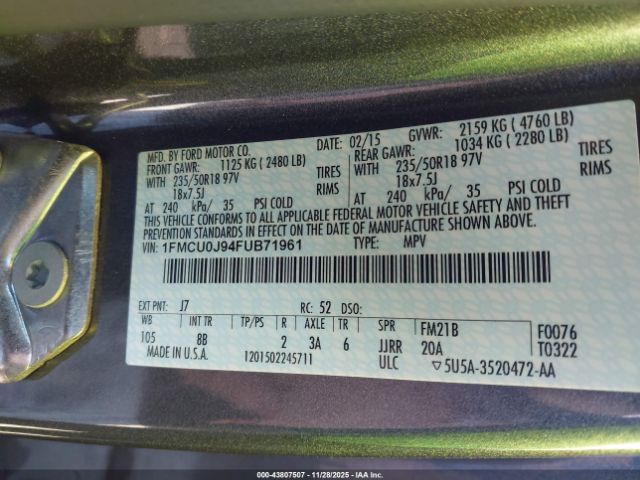 MFD. BY FORD MOTOR CO. 02/15 GVWR: 2159 KG ( 4760 LB)
FRONT GAWR: 1125 KG ( 2480 LB) REAR GAWR: 1034 KG ( 2280 LB)
WITH 235/50R18 97V TIRES WITH 235/50R18 97V TIRES
18x7.5J RIMS 18x7.5J RIMS
AT 240 kPa/ 35 PSI COLD AT 240 kPa/ 35 PSI COLD
THIS VEHICLE CONFORMS TO ALL APPLICABLE FEDERAL MOTOR VEHICLE SAFETY AND THEFT
PREVENTION STANDARDS IN EFFECT ON THE DATE OF MANUFACTURE SHOWN ABOVE.
VIN: 1FMCU0J94FUB71961 TYPE: MPV
EXT PNT: J7 RC: 52 DSO:
WB INT TR TP/PS R AXLE TR SPR FM21B F0076
105 8B 2 3A 6 JJRR 20A T0322
MADE IN U.S.A. 1201502245711 ULC ▽5U5A-3520472-AA
000-43807507 - 11/28/2025 - © IAA Inc. All Rights Reserved